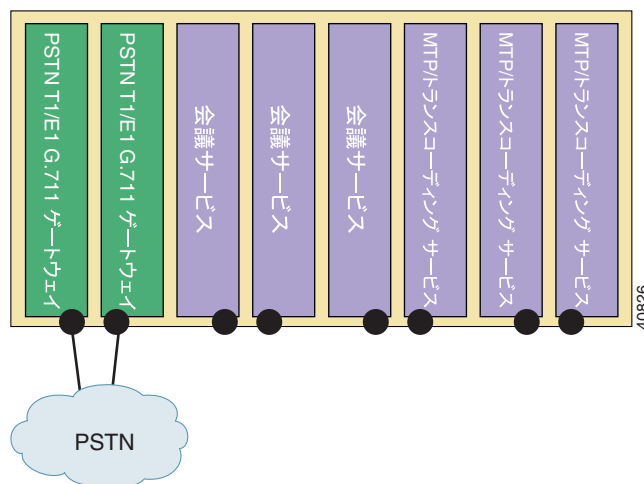 PSTN T1/E1 G.711 ゲートウェイ
PSTN T1/E1 G.711 ゲートウェイ
会議サービス
会議サービス
会議サービス
MTP/トランスコーディング サービス
MTP/トランスコーディング サービス
MTP/トランスコーディング サービス
40826
PSTN